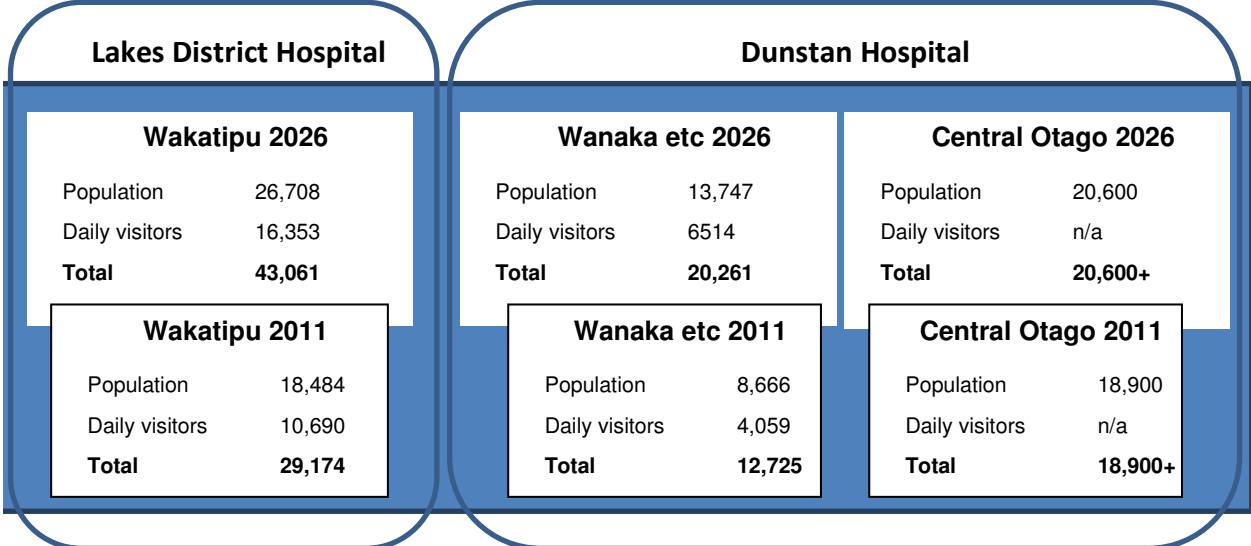 Lakes District Hospital
Dunstan Hospital
Wakatipu 2026
Population 26,708
Daily visitors 16,353
Total 43,061
Wakatipu 2011
Population 18,484
Daily visitors 10,690
Total 29,174
Wanaka etc 2026
Population 13,747
Daily visitors 6514
Total 20,261
Wanaka etc 2011
Population 8,666
Daily visitors 4,059
Total 12,725
Central Otago 2026
Population 20,600
Daily visitors n/a
Total 20,600+
Central Otago 2011
Population 18,900
Daily visitors n/a
Total 18,900+